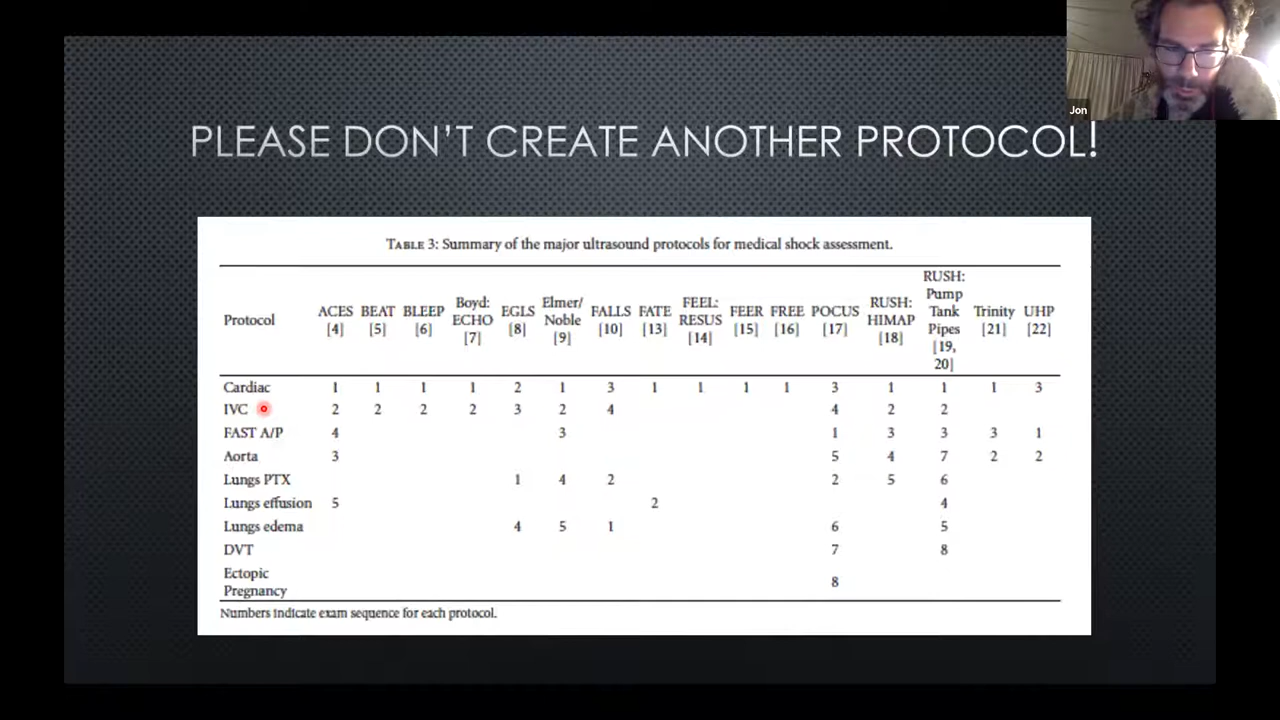 Jon
PLEASE DON'T CREATE ANOTHER PROTOCOL!
TABLE 3: Summary of the major ultrasound protocols for medical shock assessment.
Protocol ACES [4] BEAT [5] BLEEP [6] Boyd: ECHO [7] EGLS [8] Elmer/ Noble [9] FALLS [10] FATE [13] FEEL: RESUS [14] FEER [15] FREE [16] POCUS [17] RUSH: HIMAP [18] RUSH: Pump Tank Pipes [19, 20] Trinity [21] UHP [22]
Cardiac 1 1 1 1 2 1 3 1 1 1 1 3 1 1 1 3
IVC 2 2 2 2 3 2 4 4 2 2
FAST A/P 4 3 1 3 3 3 1
Aorta 3 5 4 7 2 2
Lungs PTX 1 4 2 2 5 6
Lungs effusion 5 2 4
Lungs edema 4 5 1 6 5
DVT 7 8
Ectopic
Pregnancy 8
Numbers indicate exam sequence for each protocol.